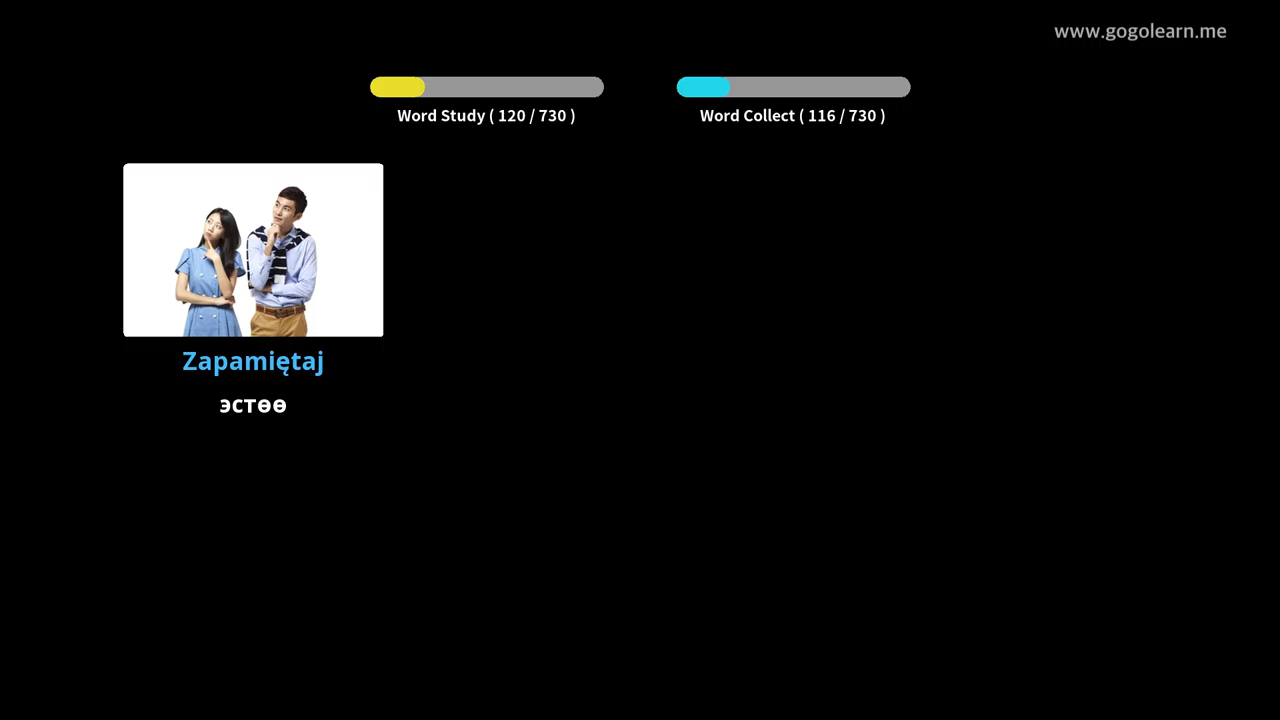 www.gogolearn.me
Word Study ( 120 / 730 )
Word Collect ( 116 / 730 )
Zapamiętaj
эстөө